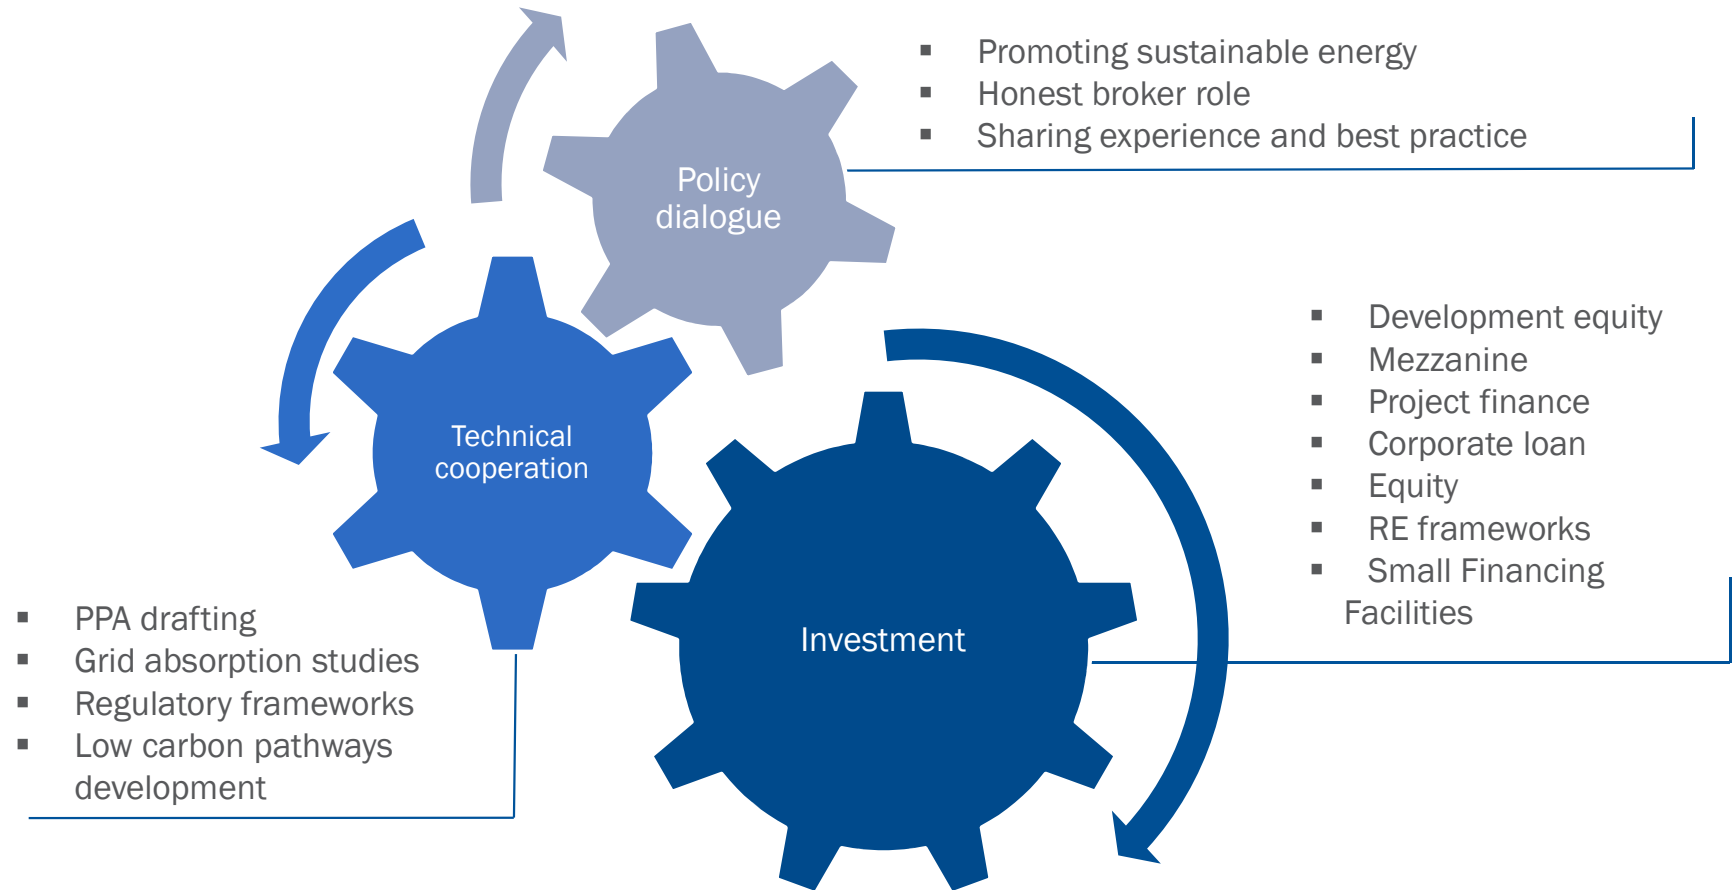 ▪ Promoting sustainable energy
▪ Honest broker role
▪ Sharing experience and best practice
Policy
dialogue
Technical
cooperation
▪ Development equity
▪ Mezzanine
▪ Project finance
▪ Corporate loan
▪ Equity
▪ RE frameworks
▪ Small Financing
Facilities
Investment
▪ PPA drafting
▪ Grid absorption studies
▪ Regulatory frameworks
▪ Low carbon pathways
development